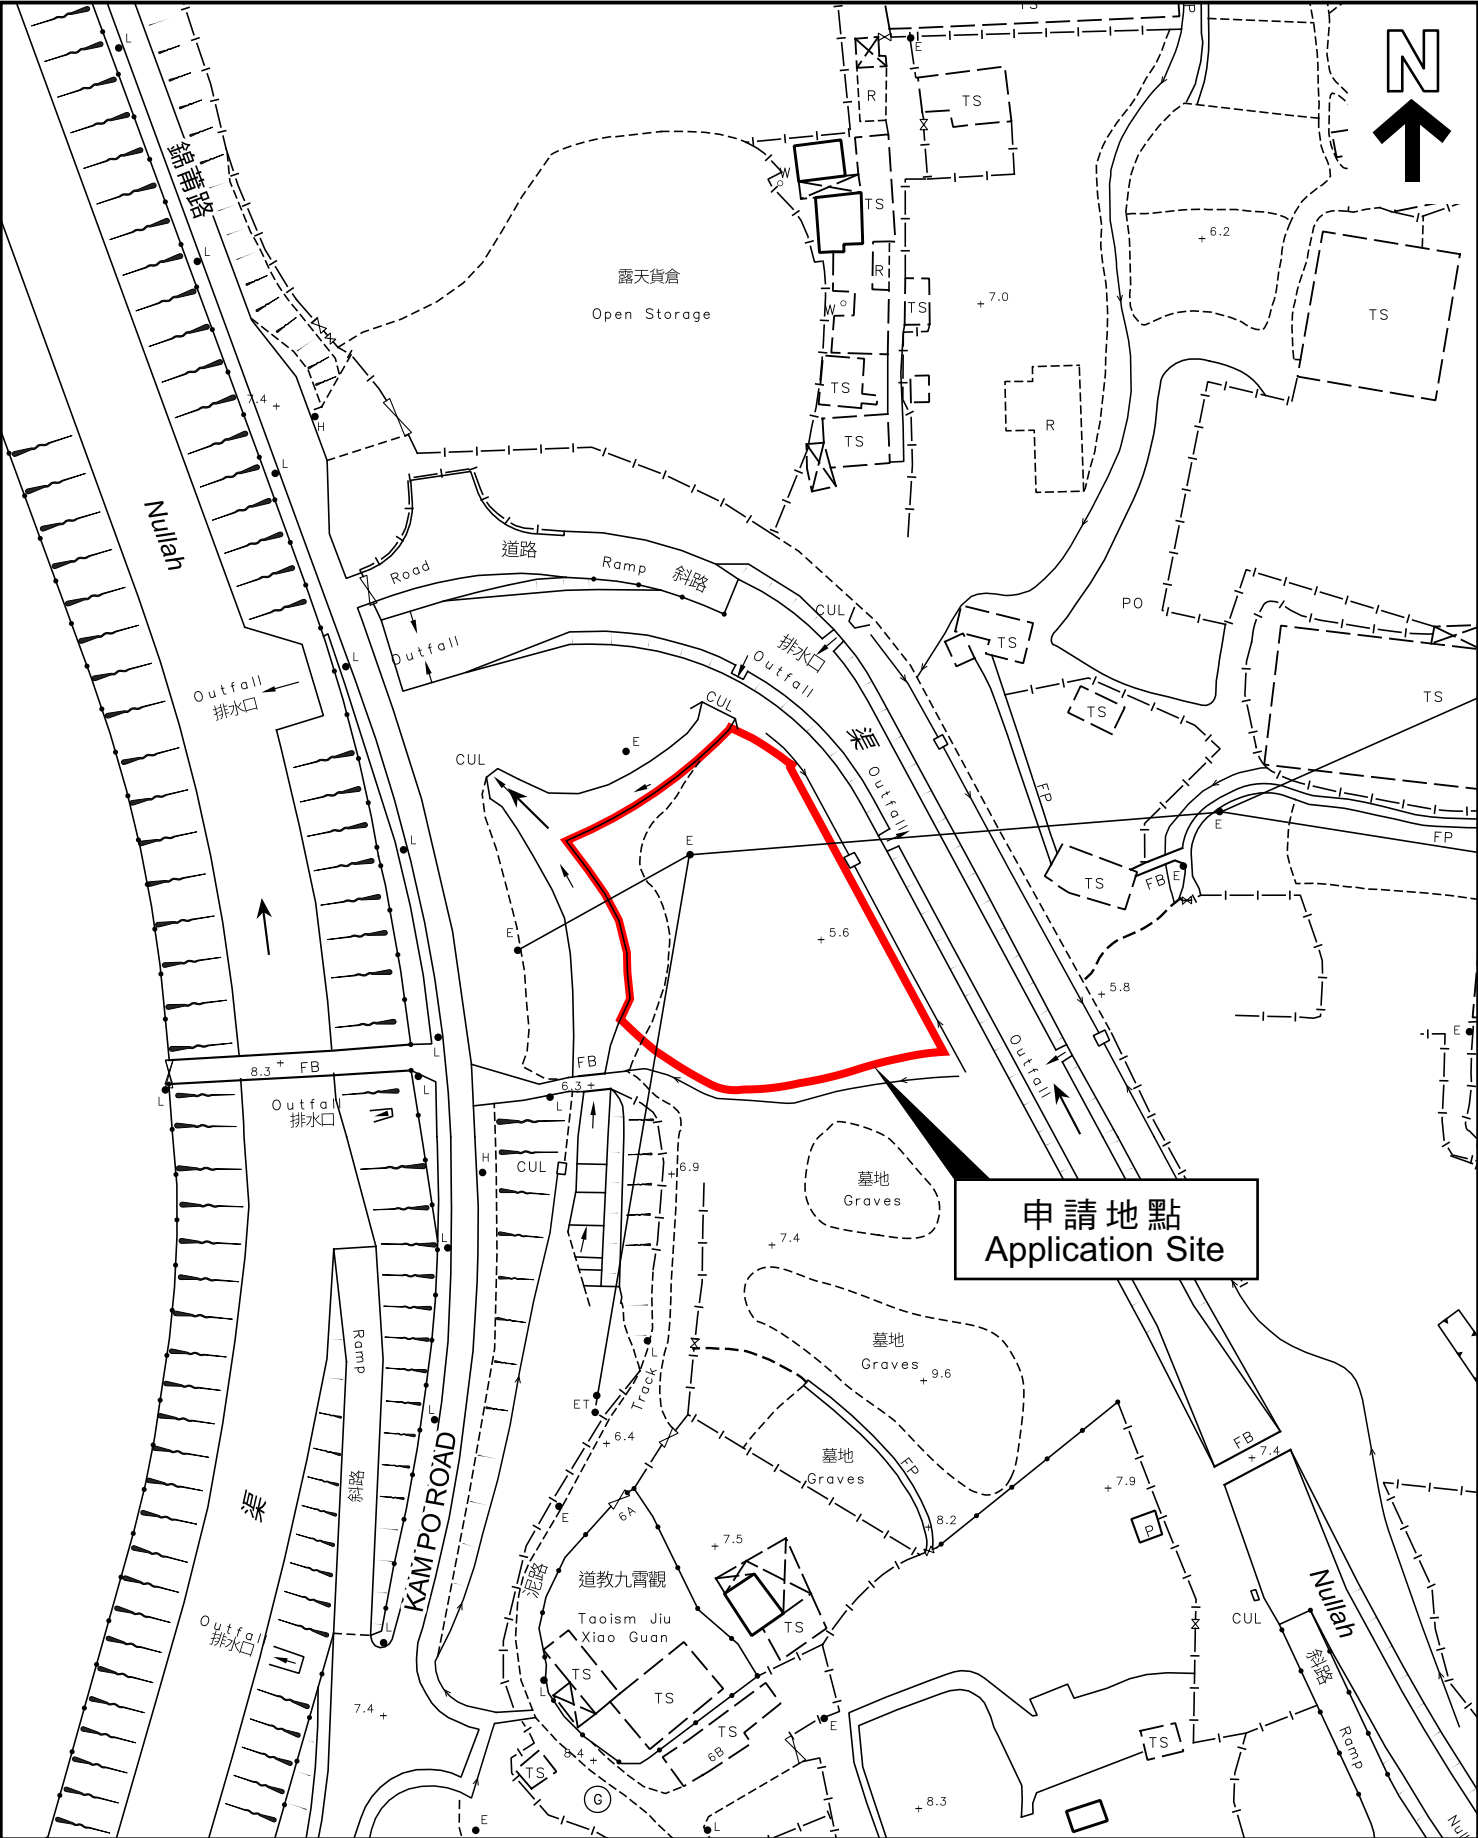 TS
P
N
E
R
TS
錦莆路
W
TS
6.2
露天貨倉
Open Storage
R
7.0
W
TS
TS
TS
7.4
H
TS
R
L
L
L
Nullah
道路
Road
Ramp
斜路
CUL
PO
TS
排水口
Outfall
Outfall
L
Outfall
排水口
CUL
TS
TS
渠
E
CUL
Outfall
FP
E
FP
L
E
TS
FB
E
E
5.6
5.8
E
Outfall
L
8.3
FB
FB
6.3
L
L
L
Outfall
排水口
H
CUL
6.9
墓地
Graves
申請地點
Application Site
7.4
L
Ramp
墓地
Graves
9.6
L
Track
ET
6.4
L
KAM PO ROAD
墓地
Graves
FP
FB
7.4
7.9
斜路
渠
E
6A
8.2
7.5
P
泥路
道教九霄觀
Taoism Jiu
Xiao Guan
TS
Nullah
CUL
Outfall
排水口
L
斜路
TS
TS
L
7.4
TS
E
TS
Ramp
6B
8.4
TS
G
8.3
E
L
Nul